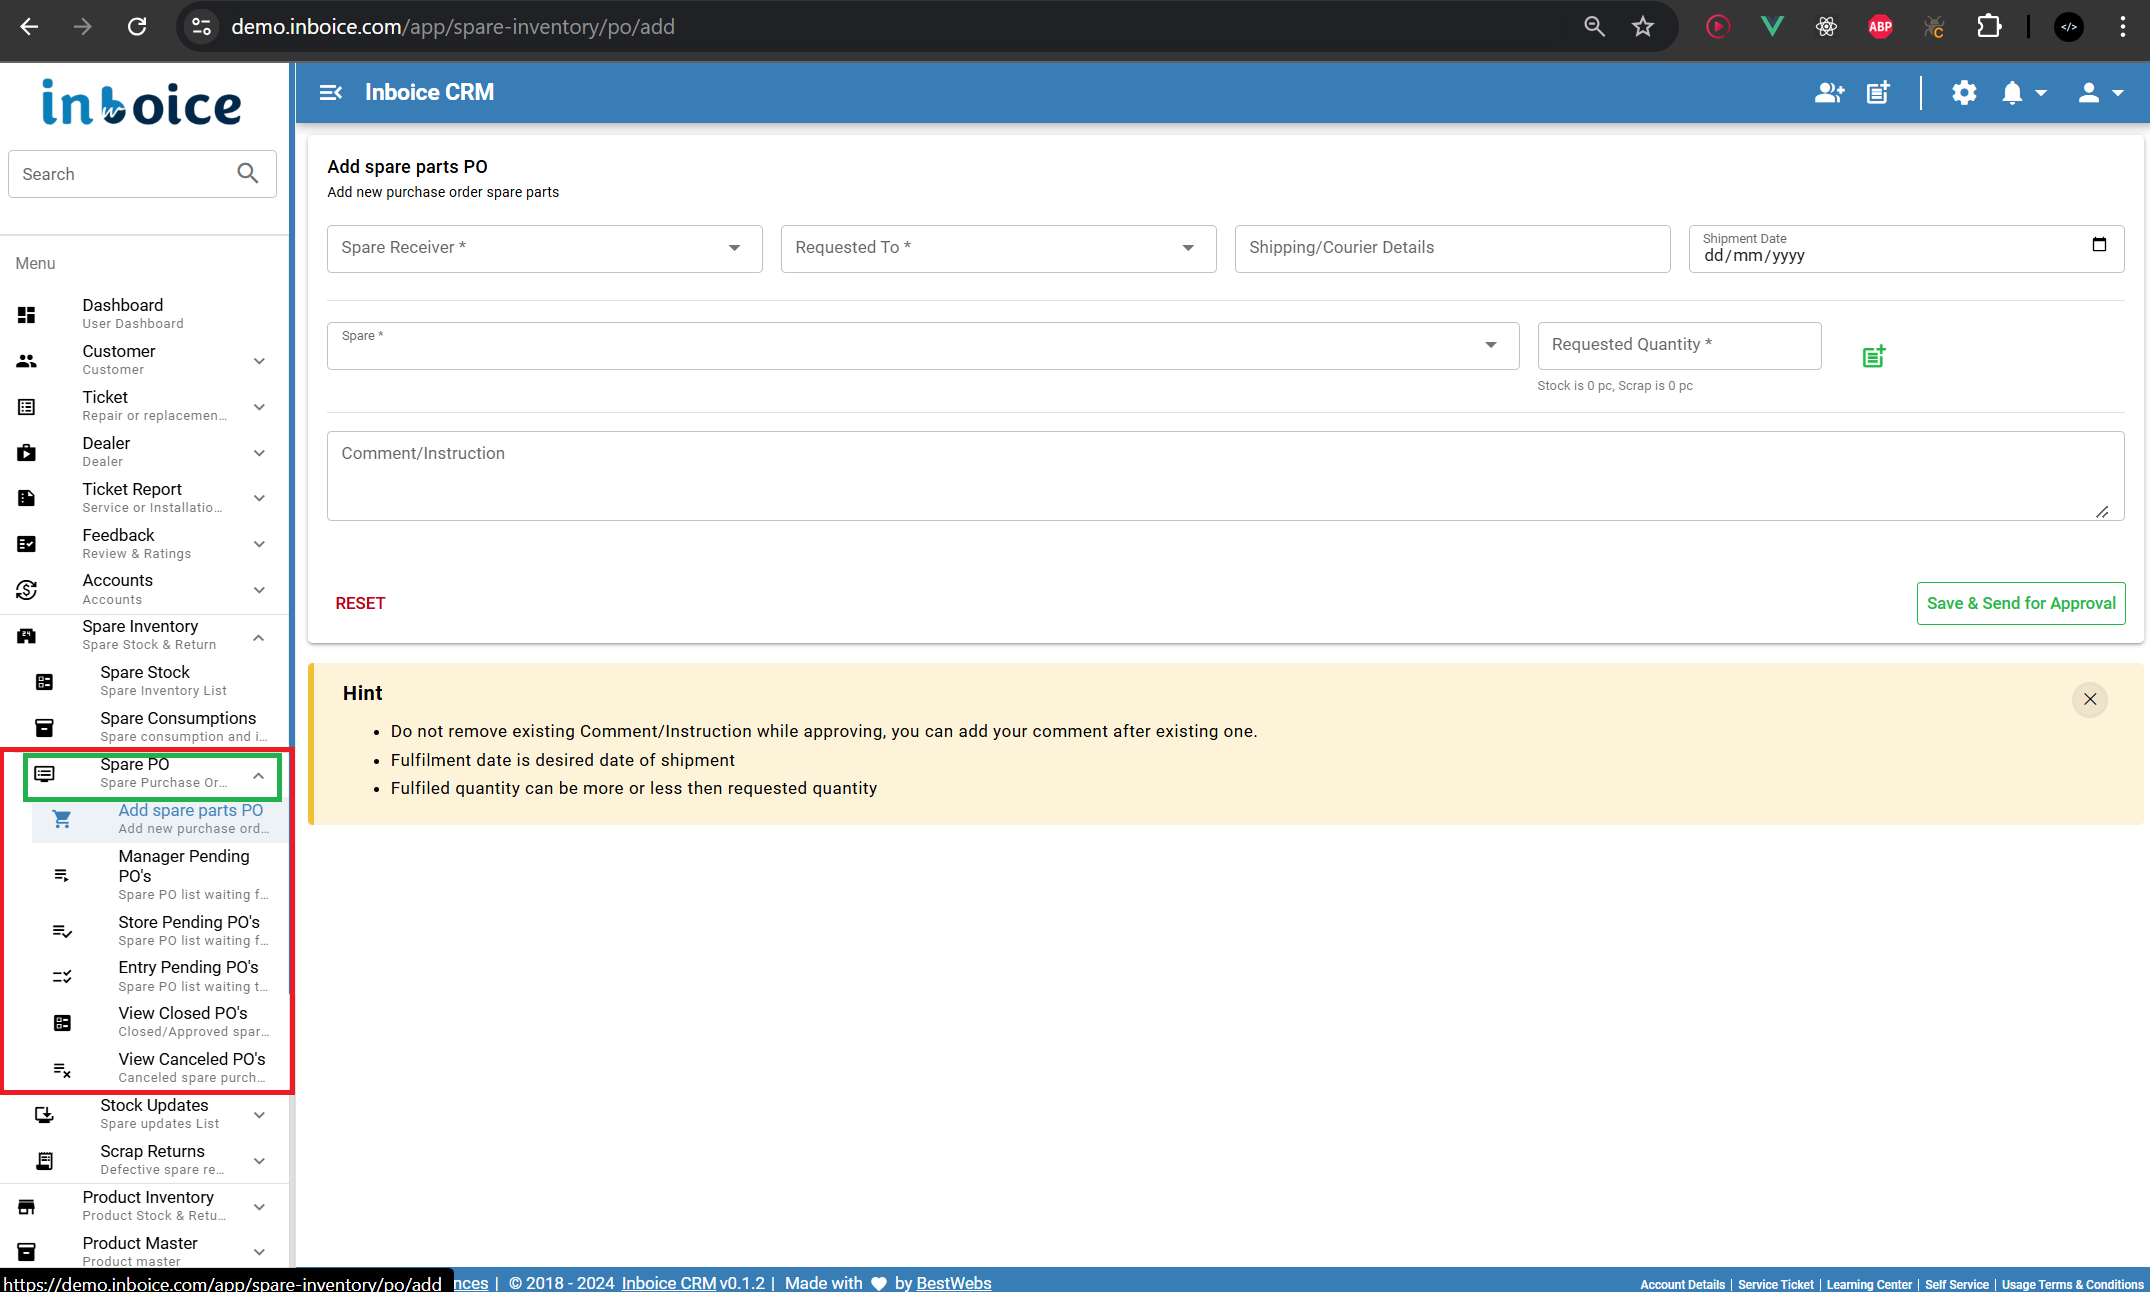 demo.inboice.com/app/spare-inventory/po/add
ABP
inboice
Inboice CRM
Search
Menu
Dashboard
User Dashboard
Customer
Customer
Ticket
Repair or replacemen...
Dealer
Dealer
Ticket Report
Service or Installatio...
Feedback
Review & Ratings
Accounts
Accounts
Spare Inventory
Spare Stock & Return
Spare Stock
Spare Inventory List
Spare Consumptions
Spare consumption and i...
Spare PO
Spare Purchase Or...
Add spare parts PO
Add new purchase ord...
Manager Pending
PO's
Spare PO list waiting f...
Store Pending PO's
Spare PO list waiting f...
Entry Pending PO's
Spare PO list waiting t...
View Closed PO's
Closed/Approved spar...
View Canceled PO's
Canceled spare purch...
Stock Updates
Spare updates List
Scrap Returns
Defective spare re...
Product Inventory
Product Stock & Retu...
Product Master
Product master
Add spare parts PO
Add new purchase order spare parts
Spare Receiver *
Requested To *
Shipping/Courier Details
Shipment Date
dd/mm/yyyy
Spare *
Requested Quantity *
Stock is 0 pc, Scrap is 0 pc
Comment/Instruction
RESET
Save & Send for Approval
Hint
• Do not remove existing Comment/Instruction while approving, you can add your comment after existing one.
• Fulfilment date is desired date of shipment
• Fulfiled quantity can be more or less then requested quantity
https://demo.inboice.com/app/spare-inventory/po/add
nces | © 2018 - 2024 Inboice CRM v0.1.2 | Made with ♥ by BestWebs
Account Details | Service Ticket | Learning Center | Self Service | Usage Terms & Conditions